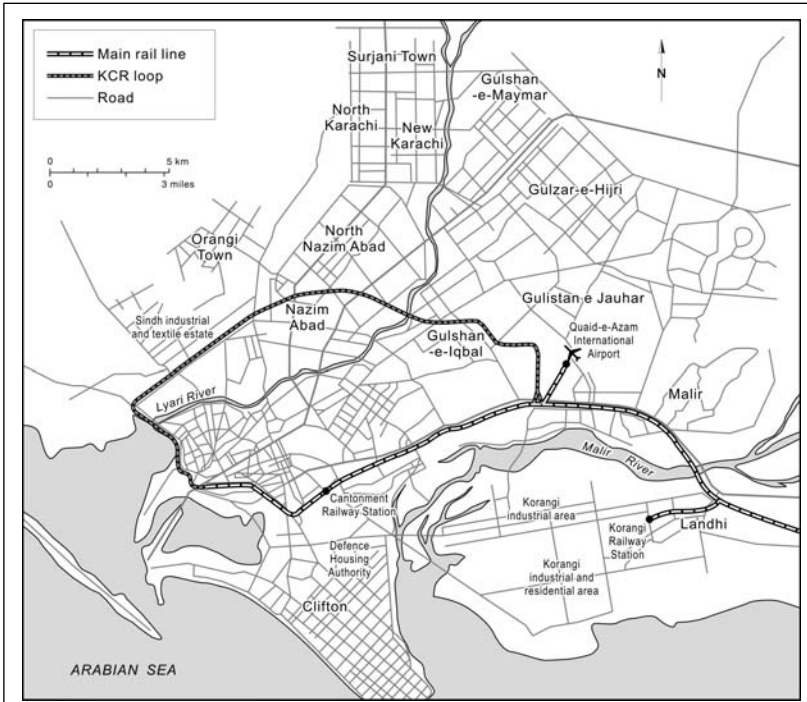 Main rail line
KCR loop
Road
0 5 km
0 3 miles
N
Surjani Town
Gulshan
-e-Maymar
North
Karachi
New
Karachi
Gulzar-e-Hijri
North
Nazim Abad
Orangi
Town
Gulistan e Jauhar
Sindh industrial
and textile estate
Nazim
Abad
Gulshan
-e-Iqbal
Quaid-e-Azam
International
Airport
Malir
Lyari River
Malir River
Cantonment
Railway Station
Korangi
industrial area
Korangi
Railway
Station
Landhi
Defence
Housing
Authority
Korangi
industrial and
residential area
Clifton
ARABIAN SEA